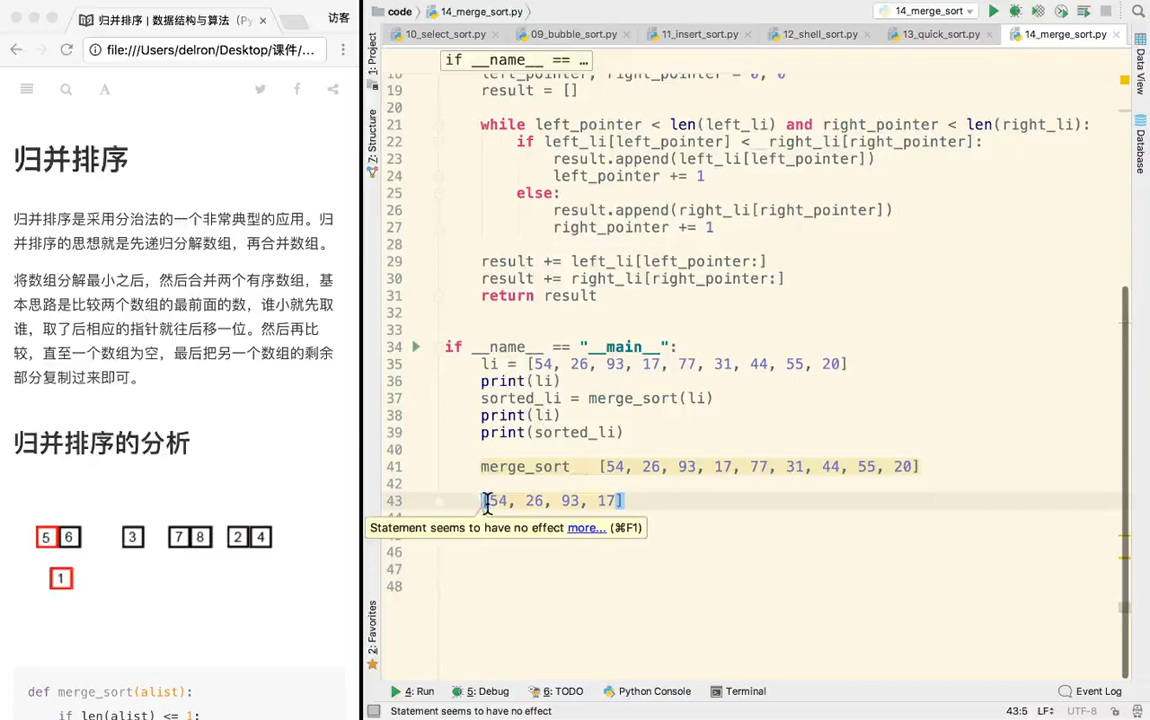 归并排序 | 数据结构与算法 (Py
访客
file:///Users/delron/Desktop/课件/...
归并排序
归并排序是采用分治法的一个非常典型的应用。归
并排序的思想就是先递归分解数组，再合并数组。
将数组分解最小之后，然后合并两个有序数组，基
本思路是比较两个数组的最前面的数，谁小就先取
谁，取了后相应的指针就往后移一位。然后再比
较，直至一个数组为空，最后把另一个数组的剩余
部分复制过来即可。
归并排序的分析
5 6 3 7 8 2 4
1
def merge_sort(alist):
if len(alist) <= 1:
code 14_merge_sort.py
14_merge_sort
10_select_sort.py 09_bubble_sort.py 11_insert_sort.py 12_shell_sort.py 13_quick_sort.py 14_merge_sort.py
1: Project
7: Structure
2: Favorites
Data View
Database
if __name__ == ...
18 left_pointer, right_pointer = 0, 0
19 result = []
20
21 while left_pointer < len(left_li) and right_pointer < len(right_li):
22 if left_li[left_pointer] < right_li[right_pointer]:
23 result.append(left_li[left_pointer])
24 left_pointer += 1
25 else:
26 result.append(right_li[right_pointer])
27 right_pointer += 1
28
29 result += left_li[left_pointer:]
30 result += right_li[right_pointer:]
31 return result
32
33
34 if __name__ == "__main__":
35 li = [54, 26, 93, 17, 77, 31, 44, 55, 20]
36 print(li)
37 sorted_li = merge_sort(li)
38 print(li)
39 print(sorted_li)
40
41 merge_sort [54, 26, 93, 17, 77, 31, 44, 55, 20]
42
43 [54, 26, 93, 17]
Statement seems to have no effect more... (⌘F1)
46
47
48
4: Run 5: Debug 6: TODO Python Console Terminal Event Log
Statement seems to have no effect 43:5 LF UTF-8